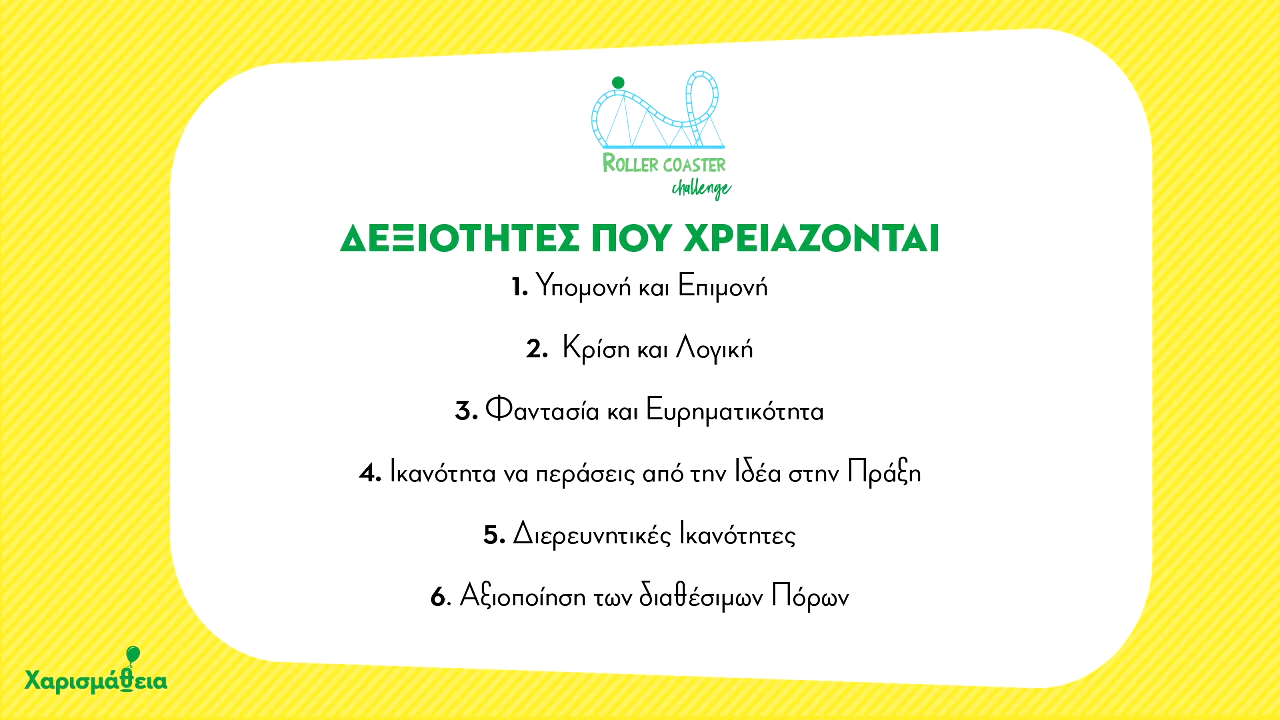 ROLLER COASTER
challenge
ΔΕΞΙΟΤΗΤΕΣ ΠΟΥ ΧΡΕΙΑΖΟΝΤΑΙ
1. Υπομονή και Επιμονή
2. Κρίση και Λογική
3. Φαντασία και Ευρηματικότητα
4. Ικανότητα να περάσεις από την Ιδέα στην Πράξη
5. Διερευνητικές Ικανότητες
6. Αξιοποίηση των διαθέσιμων Πόρων
Χαρισμάθεια